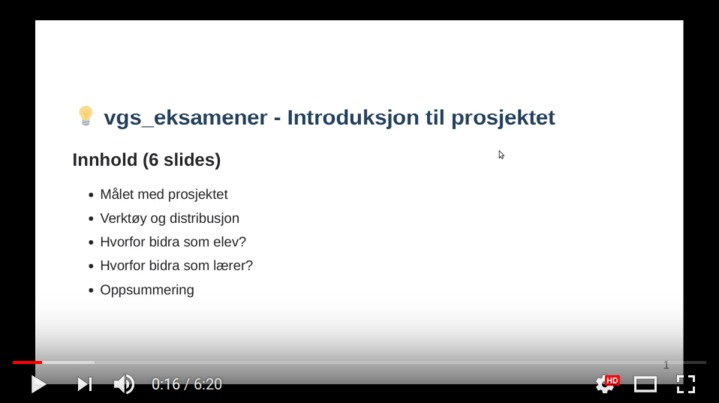 vgs_eksamener - Introduksjon til prosjektet
Innhold (6 slides)
Målet med prosjektet
Verktøy og distribusjon
Hvorfor bidra som elev?
Hvorfor bidra som lærer?
Oppsummering
1
0:16 / 6:20
HD